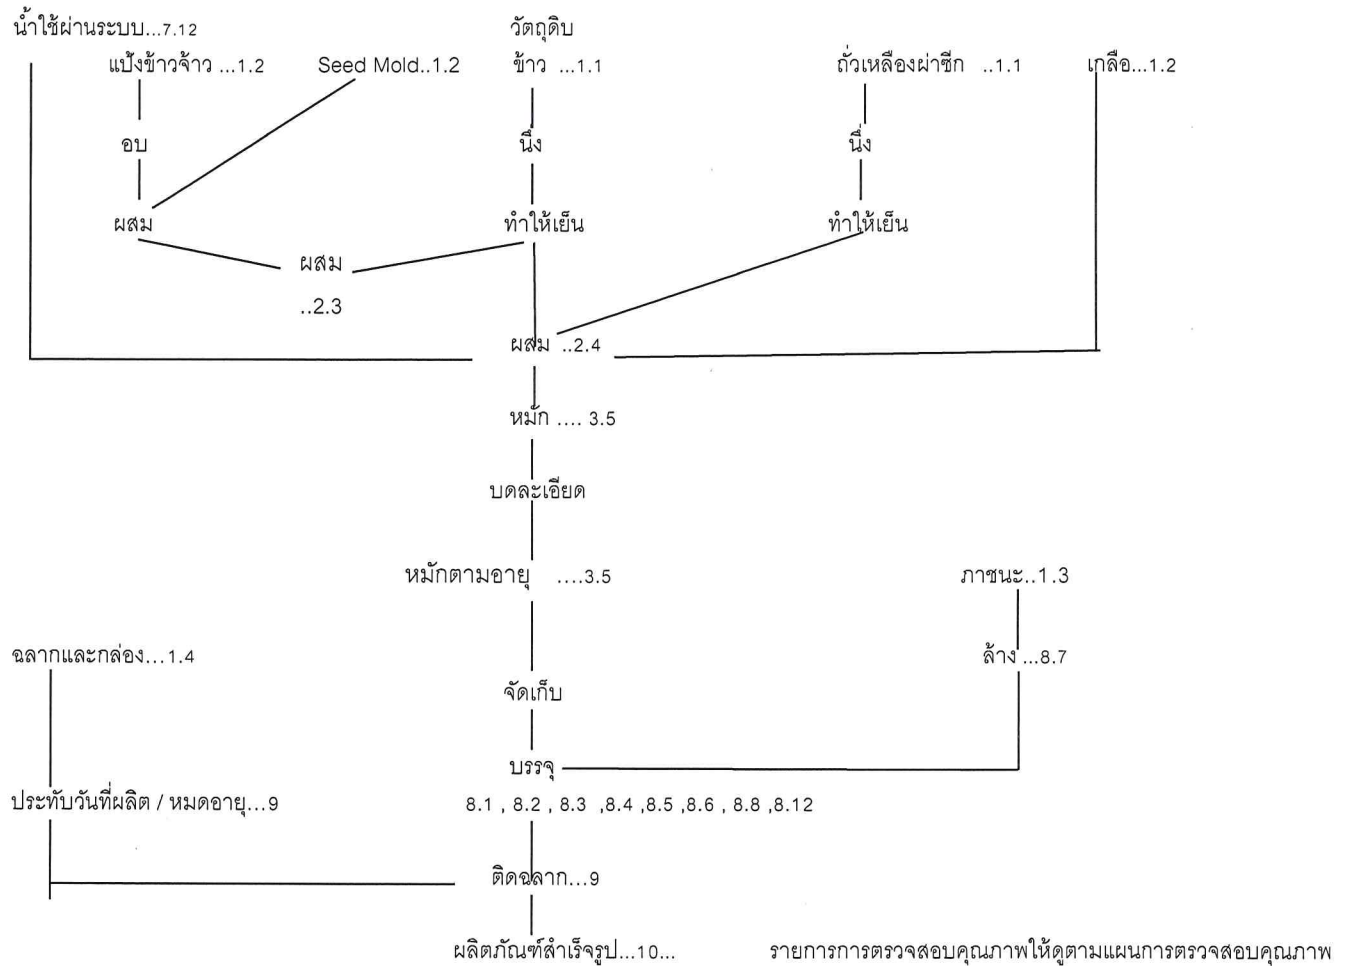 น้ำใช้ผ่านระบบ...7.12 วัตถุดิบ
แป้งข้าวจ้าว ...1.2 Seed Mold..1.2 ข้าว ...1.1 ถั่วเหลืองผ่าซีก ..1.1 เกลือ...1.2
อบ นึ่ง นึ่ง
ผสม ทำให้เย็น ทำให้เย็น
ผสม
..2.3
ผสม ..2.4
หมัก .... 3.5
บดละเอียด
หมักตามอายุ ....3.5 ภาชนะ..1.3
ฉลากและกล่อง...1.4 ล้าง ...8.7
จัดเก็บ
บรรจุ
ประทับวันที่ผลิต / หมดอายุ...9 8.1 , 8.2 , 8.3 ,8.4 ,8.5 ,8.6 , 8.8 ,8.12
ติดฉลาก...9
ผลิตภัณฑ์สำเร็จรูป...10... รายการการตรวจสอบคุณภาพให้ดูตามแผนการตรวจสอบคุณภาพ